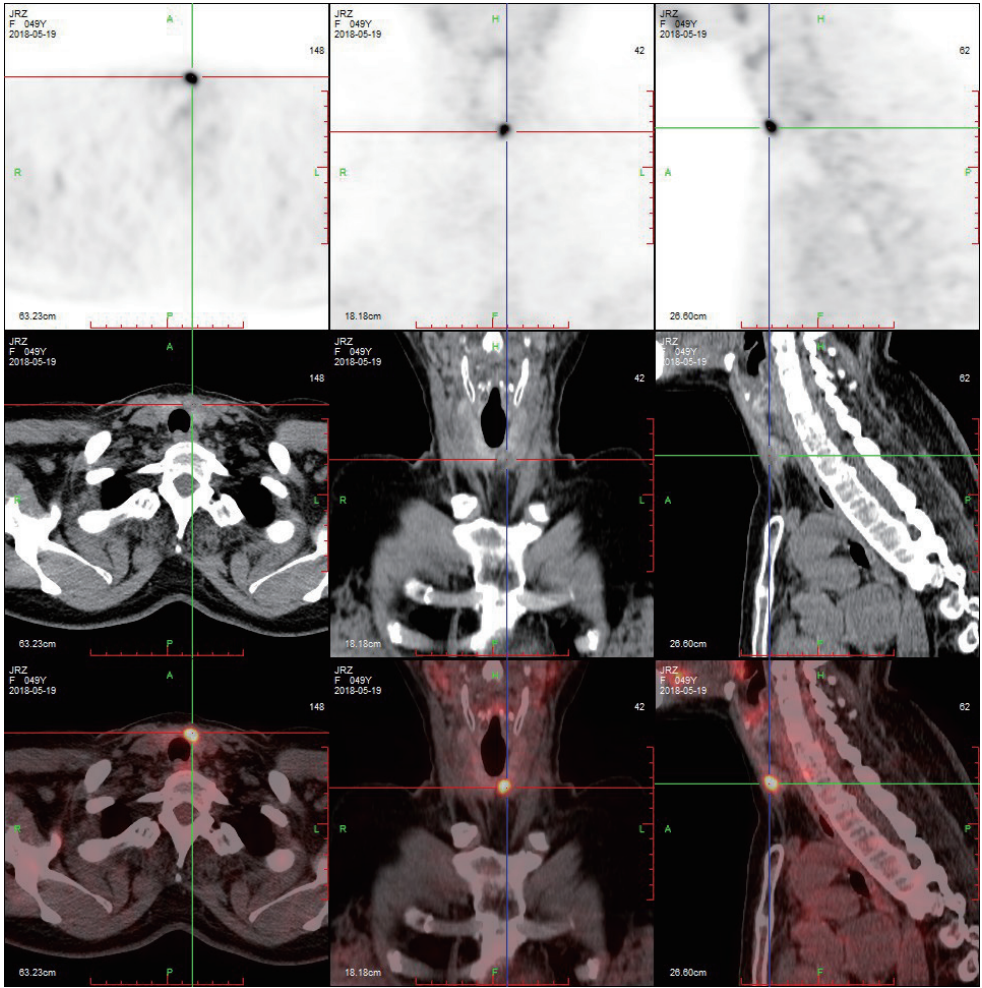 JRZ
F 049Y
2018-05-19
A
148
R
L
63.23cm
P
JRZ
F 049Y
2018-05-19
H
42
R
L
18.18cm
F
JRZ
F 049Y
2018-05-19
H
62
A
P
26.60cm
F
JRZ
F 049Y
2018-05-19
A
148
R
L
63.23cm
P
JRZ
F 049Y
2018-05-19
H
42
R
L
18.18cm
F
JRZ
F 049Y
2018-05-19
H
62
A
P
26.60cm
F
JRZ
F 049Y
2018-05-19
A
148
R
L
63.23cm
P
JRZ
F 049Y
2018-05-19
H
42
R
L
18.18cm
F
JRZ
F 049Y
2018-05-19
H
62
A
P
26.60cm
F